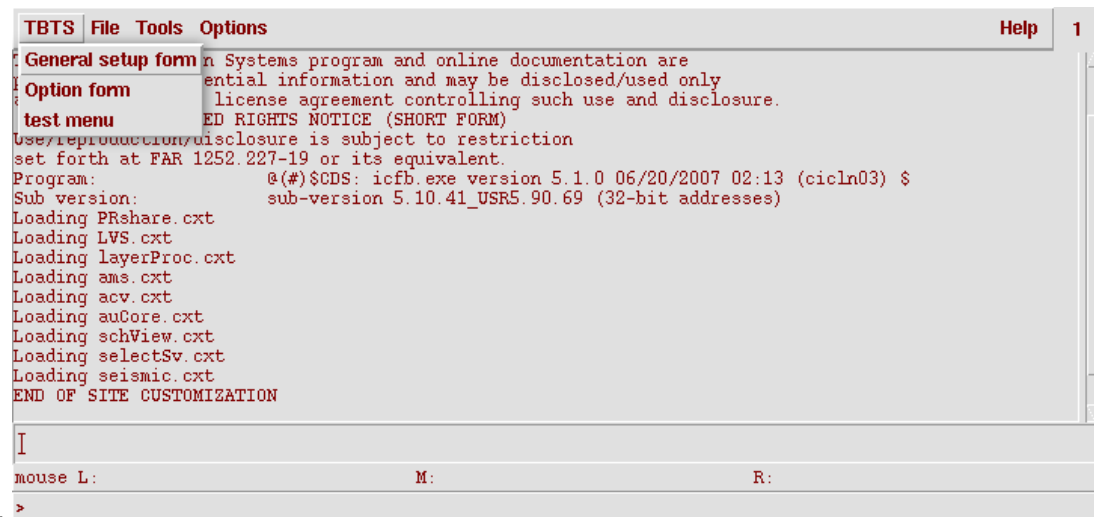 TBTS File Tools Options Help 1
General setup form
Option form
test menu
n Systems program and online documentation are
ential information and may be disclosed/used only
license agreement controlling such use and disclosure.
ED RIGHTS NOTICE (SHORT FORM)
Use/reproduction/disclosure is subject to restriction
set forth at FAR 1252.227-19 or its equivalent.
Program: @(#)$CDS: icfb.exe version 5.1.0 06/20/2007 02:13 (cicln03) $
Sub version: sub-version 5.10.41_USR5.90.69 (32-bit addresses)
Loading PRshare.cxt
Loading LVS.cxt
Loading layerProc.cxt
Loading ams.cxt
Loading acv.cxt
Loading auCore.cxt
Loading schView.cxt
Loading selectSv.cxt
Loading seismic.cxt
END OF SITE CUSTOMIZATION
mouse L: M: R:
>